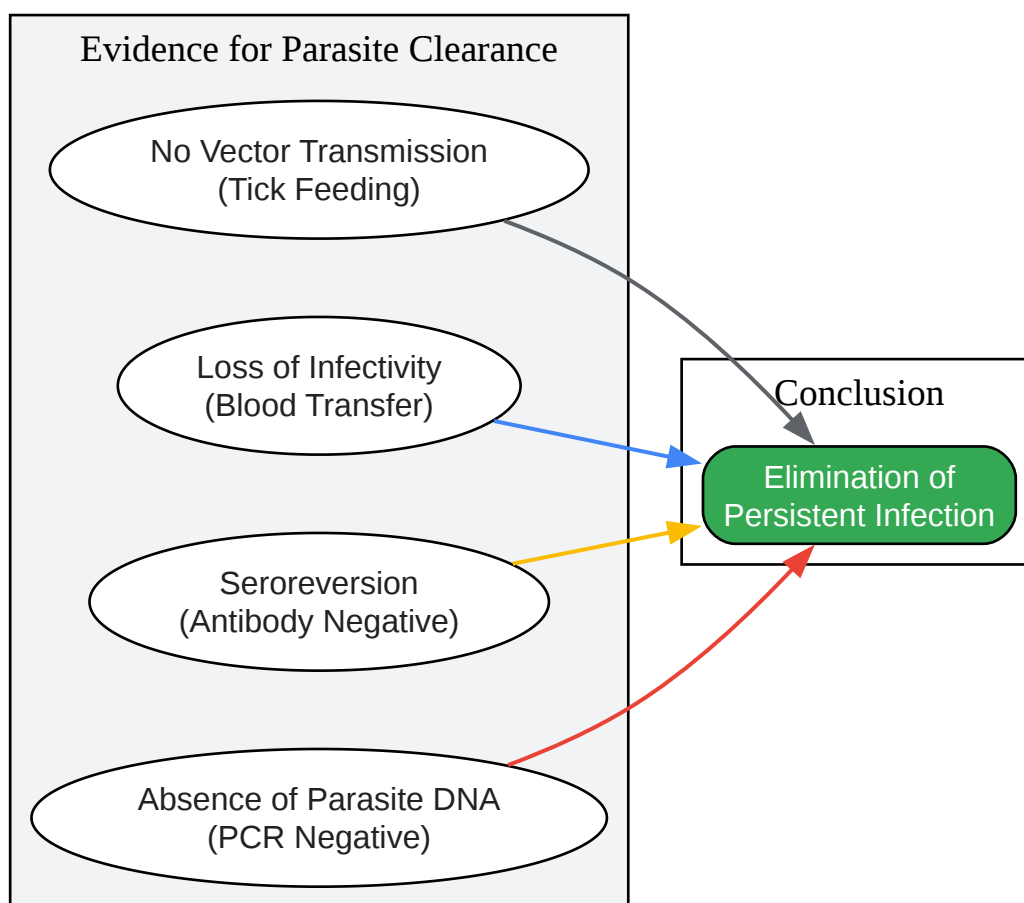 Evidence for Parasite Clearance
No Vector Transmission
(Tick Feeding)
Loss of Infectivity
(Blood Transfer)
Seroreversion
(Antibody Negative)
Absence of Parasite DNA
(PCR Negative)
Conclusion
Elimination of
Persistent Infection